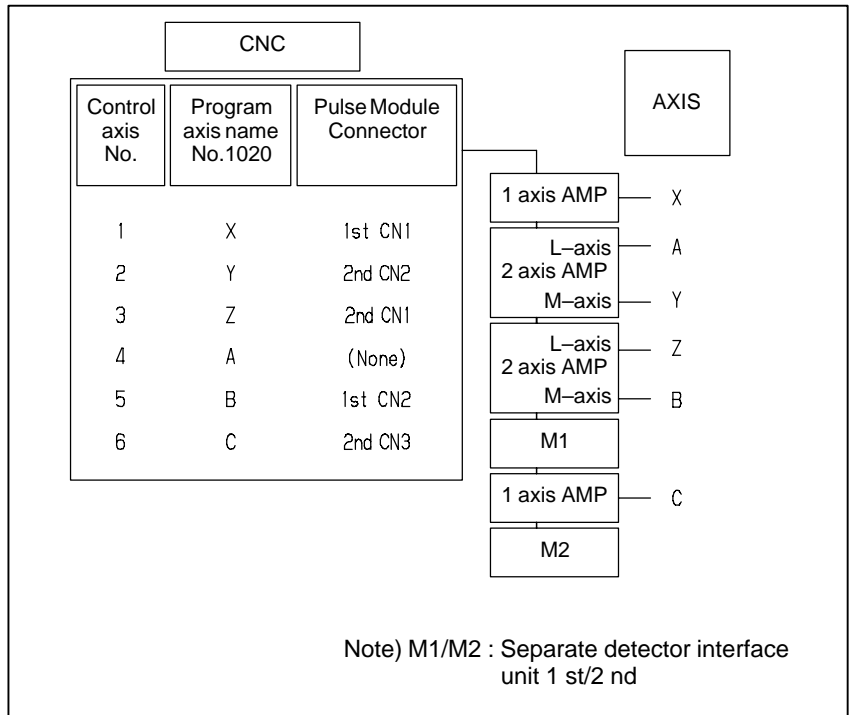 CNC
Control axis No.
Program axis name No.1020
Pulse Module Connector
1 X 1st CN1
2 Y 2nd CN2
3 Z 2nd CN1
4 A (None)
5 B 1st CN2
6 C 2nd CN3
AXIS
1 axis AMP X
L–axis A
2 axis AMP
M–axis Y
L–axis Z
2 axis AMP
M–axis B
M1
1 axis AMP C
M2
Note) M1/M2 : Separate detector interface
unit 1 st/2 nd